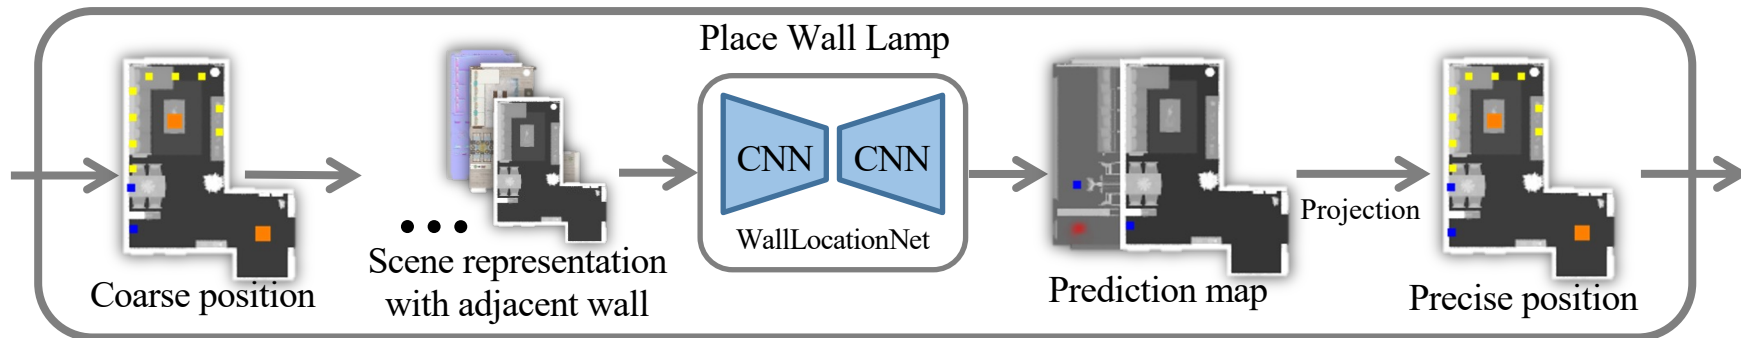 Place Wall Lamp
Coarse position
Scene representation
with adjacent wall
CNN CNN
WallLocationNet
Prediction map
Projection
Precise position